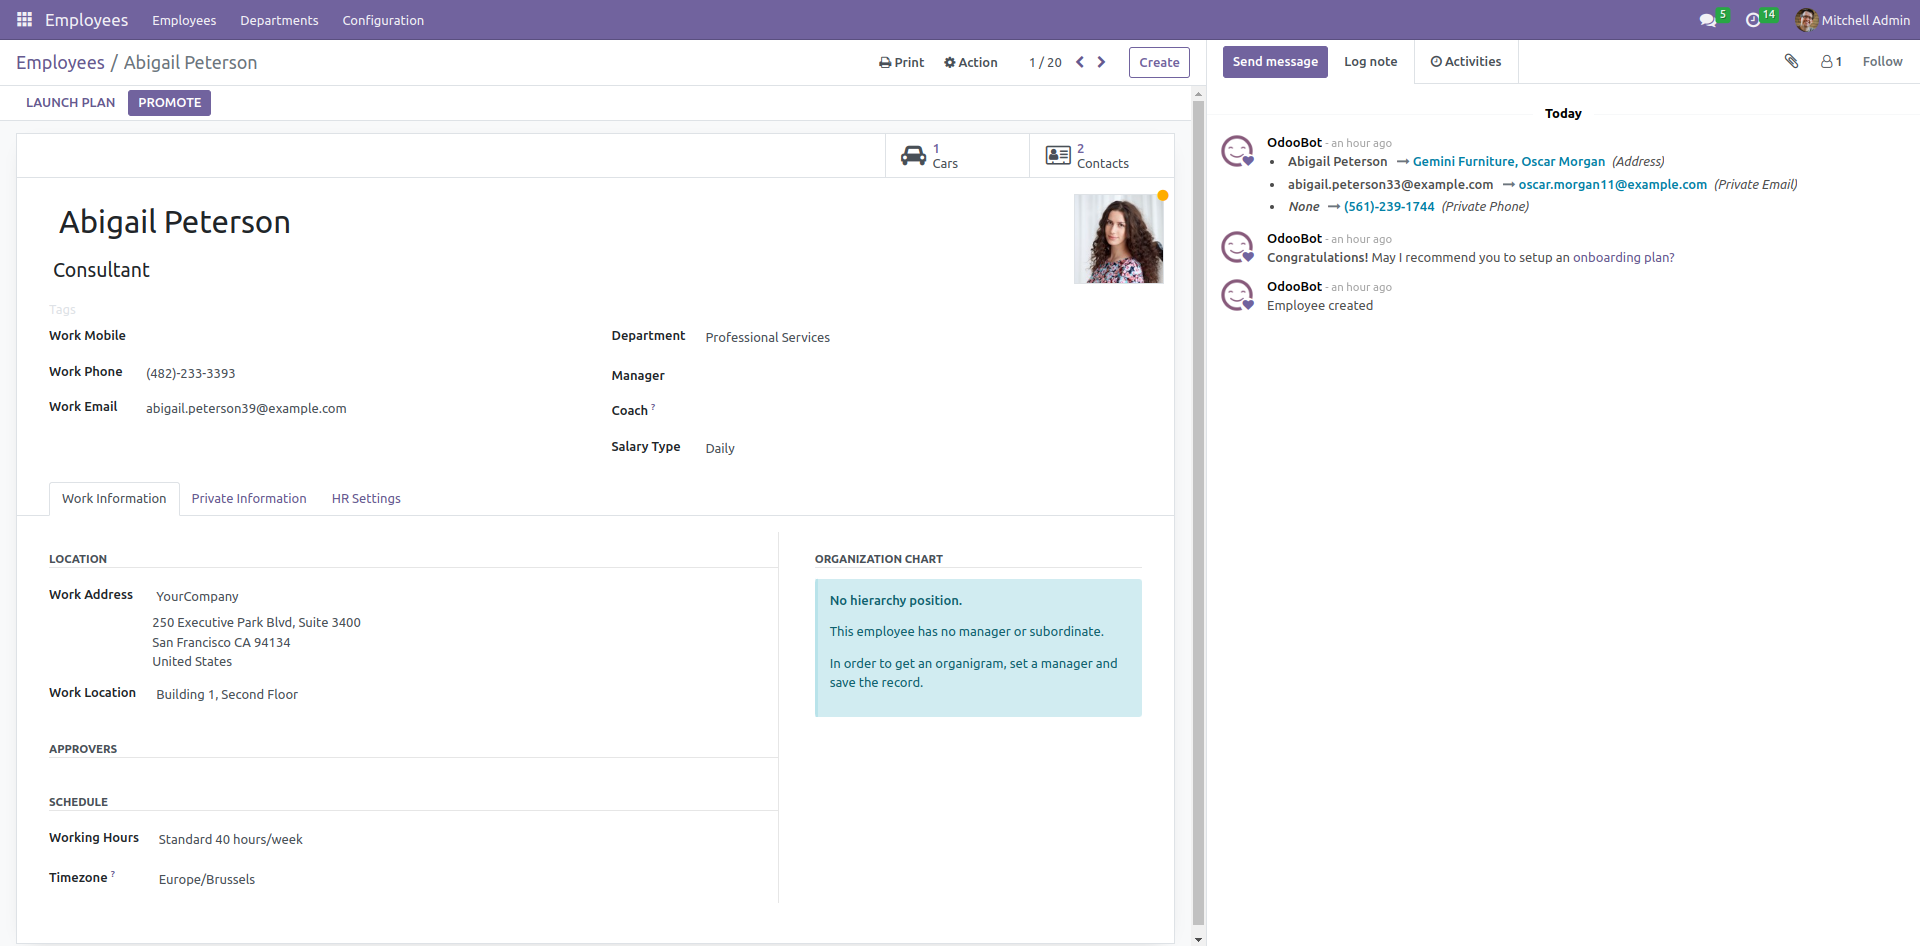 Employees Employees Departments Configuration 5 14 Mitchell Admin
Employees / Abigail Peterson Print Action 1 / 20 Create
LAUNCH PLAN PROMOTE
1 Cars
2 Contacts
Abigail Peterson
Consultant
Tags
Work Mobile
Work Phone (482)-233-3393
Work Email abigail.peterson39@example.com
Department Professional Services
Manager
Coach ?
Salary Type Daily
Work Information Private Information HR Settings
LOCATION
Work Address YourCompany
250 Executive Park Blvd, Suite 3400
San Francisco CA 94134
United States
Work Location Building 1, Second Floor
APPROVERS
SCHEDULE
Working Hours Standard 40 hours/week
Timezone ? Europe/Brussels
ORGANIZATION CHART
No hierarchy position.
This employee has no manager or subordinate.
In order to get an organigram, set a manager and
save the record.
Send message Log note Activities 1 Follow
Today
OdooBot - an hour ago
• Abigail Peterson → Gemini Furniture, Oscar Morgan (Address)
• abigail.peterson33@example.com → oscar.morgan11@example.com (Private Email)
• None → (561)-239-1744 (Private Phone)
OdooBot - an hour ago
Congratulations! May I recommend you to setup an onboarding plan?
OdooBot - an hour ago
Employee created